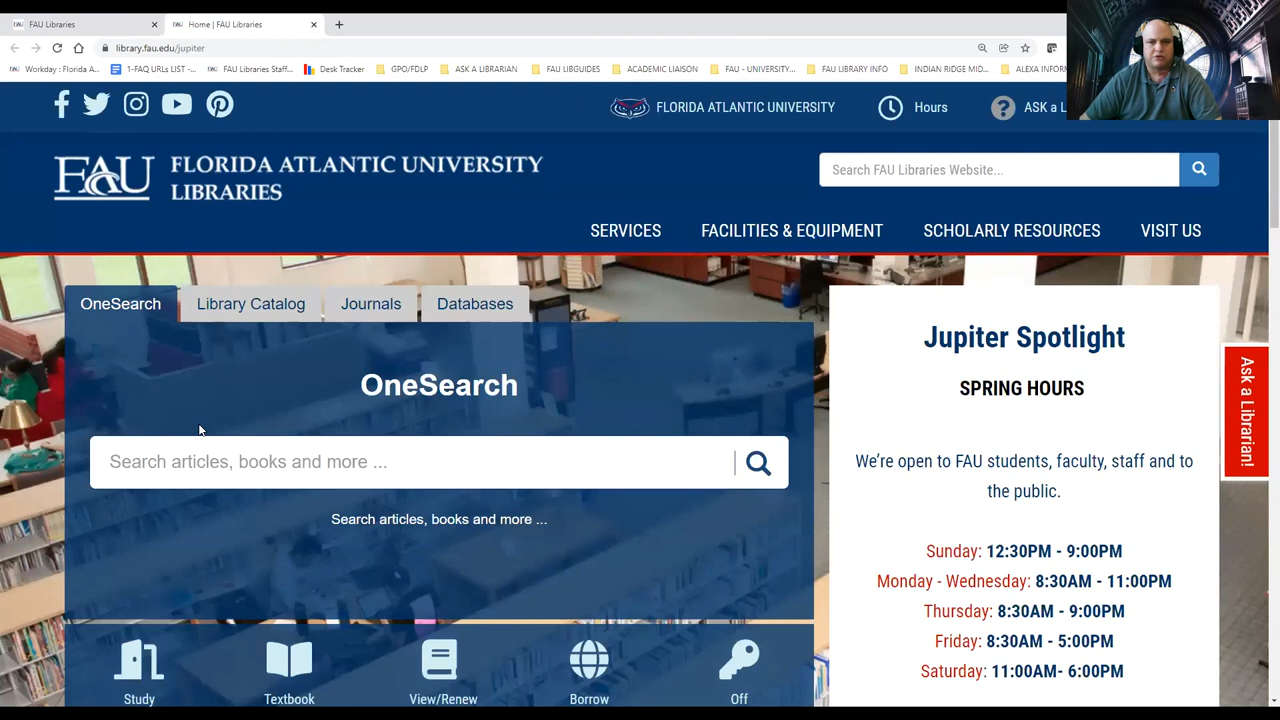 FAU Libraries
Home | FAU Libraries
library.fau.edu/jupiter
Workday : Florida A...
1-FAQ URLs LIST -...
FAU Libraries Staff...
Desk Tracker
GPO/FDLP
ASK A LIBRARIAN
FAU LIBGUIDES
ACADEMIC LIAISON
FAU - UNIVERSITY...
FAU LIBRARY INFO
INDIAN RIDGE MID...
ALEXA INFORM
FLORIDA ATLANTIC UNIVERSITY
Hours
ASK a L
FAU
FLORIDA ATLANTIC UNIVERSITY
LIBRARIES
Search FAU Libraries Website...
SERVICES
FACILITIES & EQUIPMENT
SCHOLARLY RESOURCES
VISIT US
OneSearch
Library Catalog
Journals
Databases
OneSearch
Search articles, books and more ...
Search articles, books and more ...
Study
Textbook
View/Renew
Borrow
Off
Jupiter Spotlight
SPRING HOURS
We're open to FAU students, faculty, staff and to
the public.
Sunday: 12:30PM - 9:00PM
Monday - Wednesday: 8:30AM - 11:00PM
Thursday: 8:30AM - 9:00PM
Friday: 8:30AM - 5:00PM
Saturday: 11:00AM- 6:00PM
Ask a Librarian!